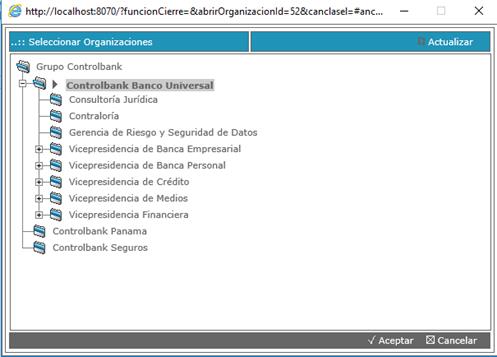 http://localhost:8070/?funcionCierre=&abrirOrganizacionId=52&canclasel=#anc...
..:: Seleccionar Organizaciones
Actualizar
Grupo Controlbank
Controlbank Banco Universal
Consultoría Jurídica
Contraloría
Gerencia de Riesgo y Seguridad de Datos
Vicepresidencia de Banca Empresarial
Vicepresidencia de Banca Personal
Vicepresidencia de Crédito
Vicepresidencia de Medios
Vicepresidencia Financiera
Controlbank Panama
Controlbank Seguros
Aceptar Cancelar